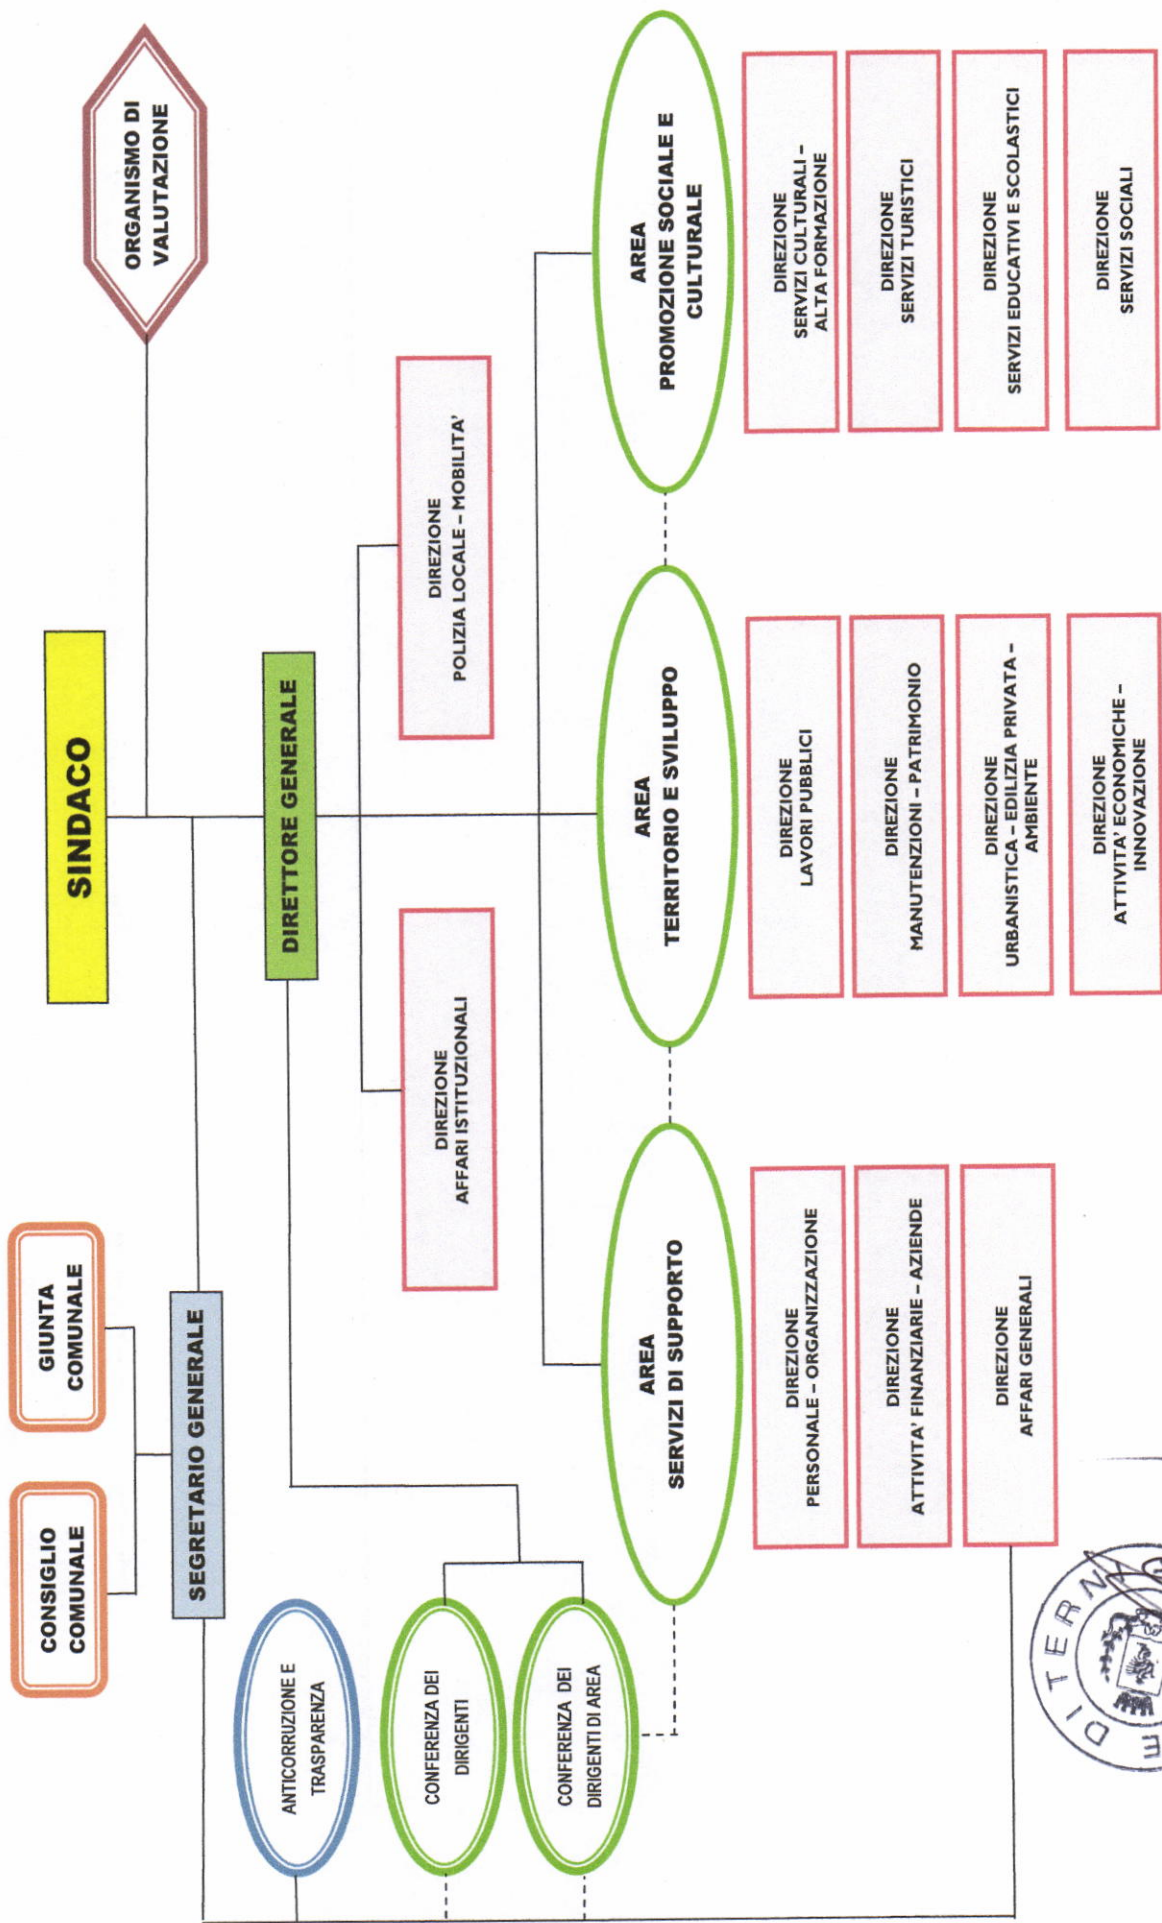 SINDACO
ORGANISMO DI
VALUTAZIONE
CONSIGLIO
COMUNALE
GIUNTA
COMUNALE
SEGRETARIO GENERALE
DIRETTORE GENERALE
ANTICORRUZIONE E
TRASPARENZA
CONFERENZA DEI
DIRIGENTI
CONFERENZA DEI
DIRIGENTI DI AREA
DIREZIONE
AFFARI ISTITUZIONALI
DIREZIONE
POLIZIA LOCALE – MOBILITA'
AREA
SERVIZI DI SUPPORTO
AREA
TERRITORIO E SVILUPPO
AREA
PROMOZIONE SOCIALE E
CULTURALE
DIREZIONE
PERSONALE – ORGANIZZAZIONE
DIREZIONE
ATTIVITA' FINANZIARIE – AZIENDE
DIREZIONE
AFFARI GENERALI
DIREZIONE
LAVORI PUBBLICI
DIREZIONE
MANUTENZIONI – PATRIMONIO
DIREZIONE
URBANISTICA – EDILIZIA PRIVATA –
AMBIENTE
DIREZIONE
ATTIVITA' ECONOMICHE –
INNOVAZIONE
DIREZIONE
SERVIZI CULTURALI –
ALTA FORMAZIONE
DIREZIONE
SERVIZI TURISTICI
DIREZIONE
SERVIZI EDUCATIVI E SCOLASTICI
DIREZIONE
SERVIZI SOCIALI
E DI TERN